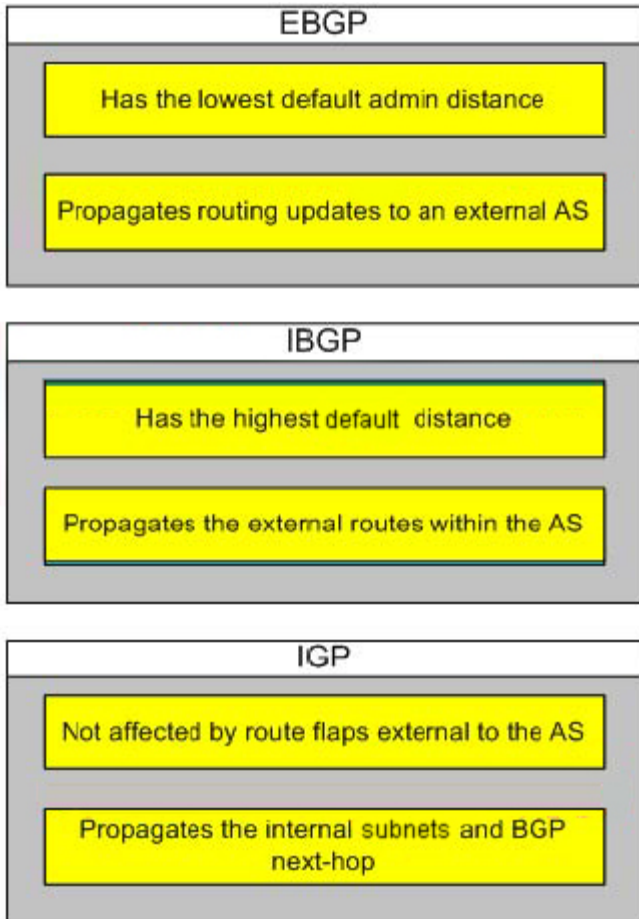 EBGP
Has the lowest default admin distance
Propagates routing updates to an external AS
IBGP
Has the highest default distance
Propagates the external routes within the AS
IGP
Not affected by route flaps external to the AS
Propagates the internal subnets and BGP
next-hop